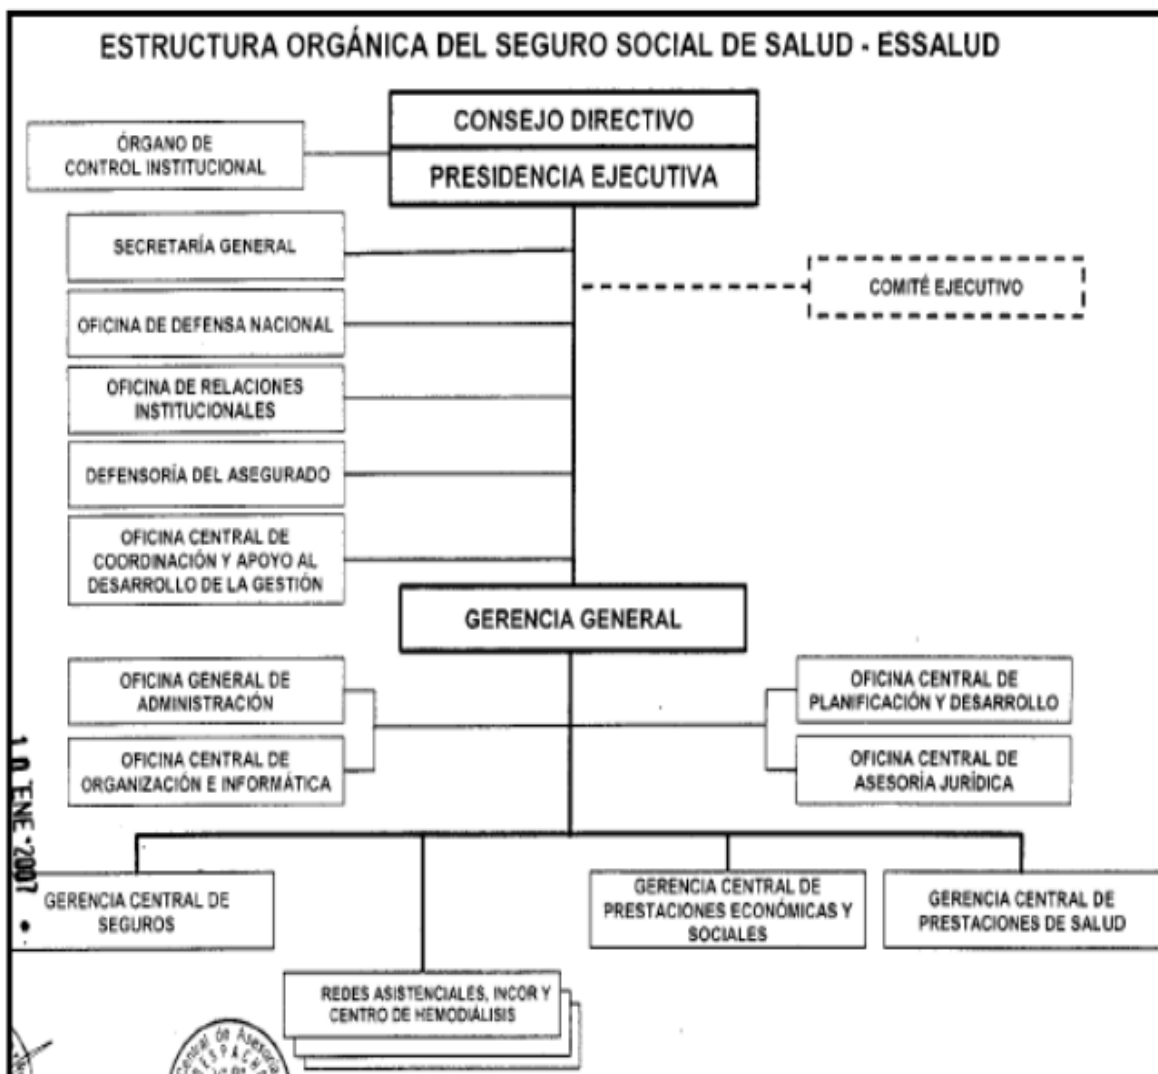 ESTRUCTURA ORGÁNICA DEL SEGURO SOCIAL DE SALUD - ESSALUD
CONSEJO DIRECTIVO
PRESIDENCIA EJECUTIVA
ÓRGANO DE
CONTROL INSTITUCIONAL
SECRETARÍA GENERAL
COMITÉ EJECUTIVO
OFICINA DE DEFENSA NACIONAL
OFICINA DE RELACIONES
INSTITUCIONALES
DEFENSORÍA DEL ASEGURADO
OFICINA CENTRAL DE
COORDINACIÓN Y APOYO AL
DESARROLLO DE LA GESTIÓN
GERENCIA GENERAL
OFICINA GENERAL DE
ADMINISTRACIÓN
OFICINA CENTRAL DE
PLANIFICACIÓN Y DESARROLLO
OFICINA CENTRAL DE
ORGANIZACIÓN E INFORMÁTICA
OFICINA CENTRAL DE
ASESORÍA JURÍDICA
10 ENE 2007
GERENCIA CENTRAL DE
SEGUROS
GERENCIA CENTRAL DE
PRESTACIONES ECONÓMICAS Y
SOCIALES
GERENCIA CENTRAL DE
PRESTACIONES DE SALUD
REDES ASISTENCIALES, INCOR Y
CENTRO DE HEMODIÁLISIS
de Asesoría